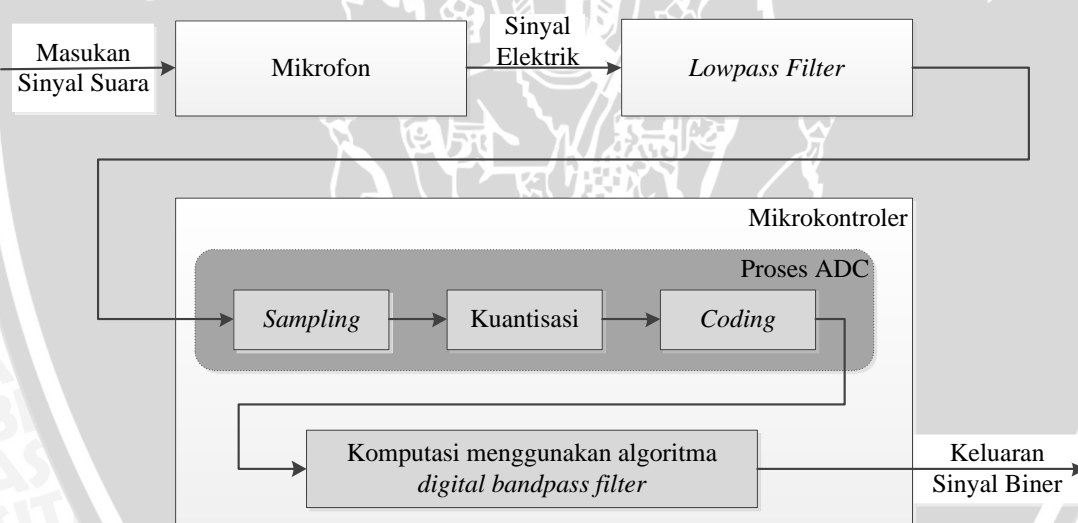 Masukan
Sinyal Suara
Mikrofon
Sinyal
Elektrik
Lowpass Filter
Mikrokontroler
Proses ADC
Sampling
Kuantisasi
Coding
Komputasi menggunakan algoritma
digital bandpass filter
Keluaran
Sinyal Biner